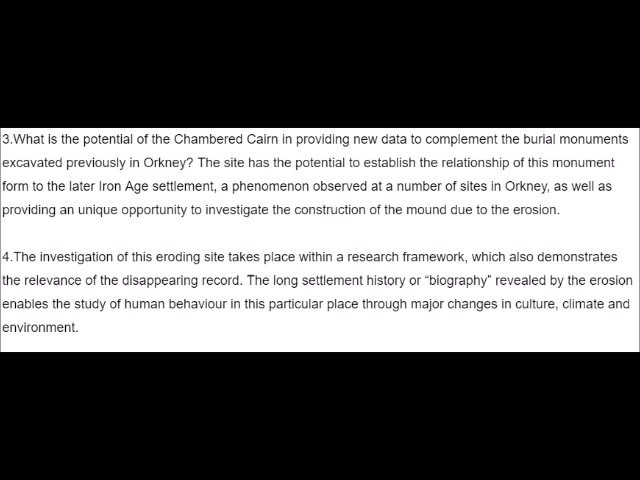 3.What is the potential of the Chambered Cairn in providing new data to complement the burial monuments
excavated previously in Orkney? The site has the potential to establish the relationship of this monument
form to the later Iron Age settlement, a phenomenon observed at a number of sites in Orkney, as well as
providing an unique opportunity to investigate the construction of the mound due to the erosion.
4.The investigation of this eroding site takes place within a research framework, which also demonstrates
the relevance of the disappearing record. The long settlement history or “biography” revealed by the erosion
enables the study of human behaviour in this particular place through major changes in culture, climate and
environment.